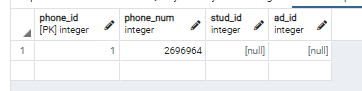 phone_id phone_num stud_id ad_id
[PK] integer integer integer integer
1 1 2696964 [null] [null]